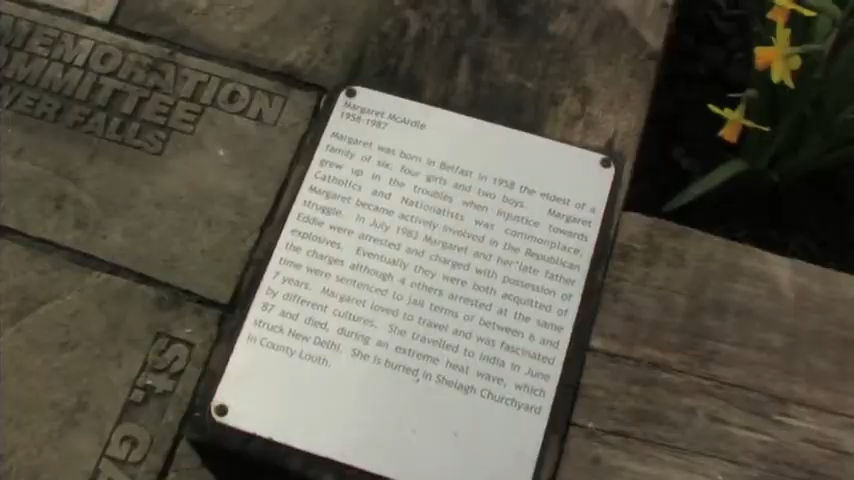 MEMORATION
OMMITTEE
WER FALLS
Margaret McArdle
1958-1987
Margaret was born in Belfast in 1958 the eldest of a
family of six, four girls and two boys. Margaret
grew up in the troubles when injustice towards
Catholics and Nationalists was commonplace.
Margaret became actively involved in the Republican
struggle. In July 1983 Margaret and her late father
Eddie were arrested and charged with possession of
explosives. Eventually they were both acquitted of
the charges although 4 others arrested at the same
time were sentenced to jail terms of between 6 and
7 years. Margaret loved to travel and was fascinated
by different cultures. She travelled to India in June
87 and died, during an extreme heat wave, which
struck New Delhi. She is buried in Shelagh Churchyard
in County Louth.
St. GA